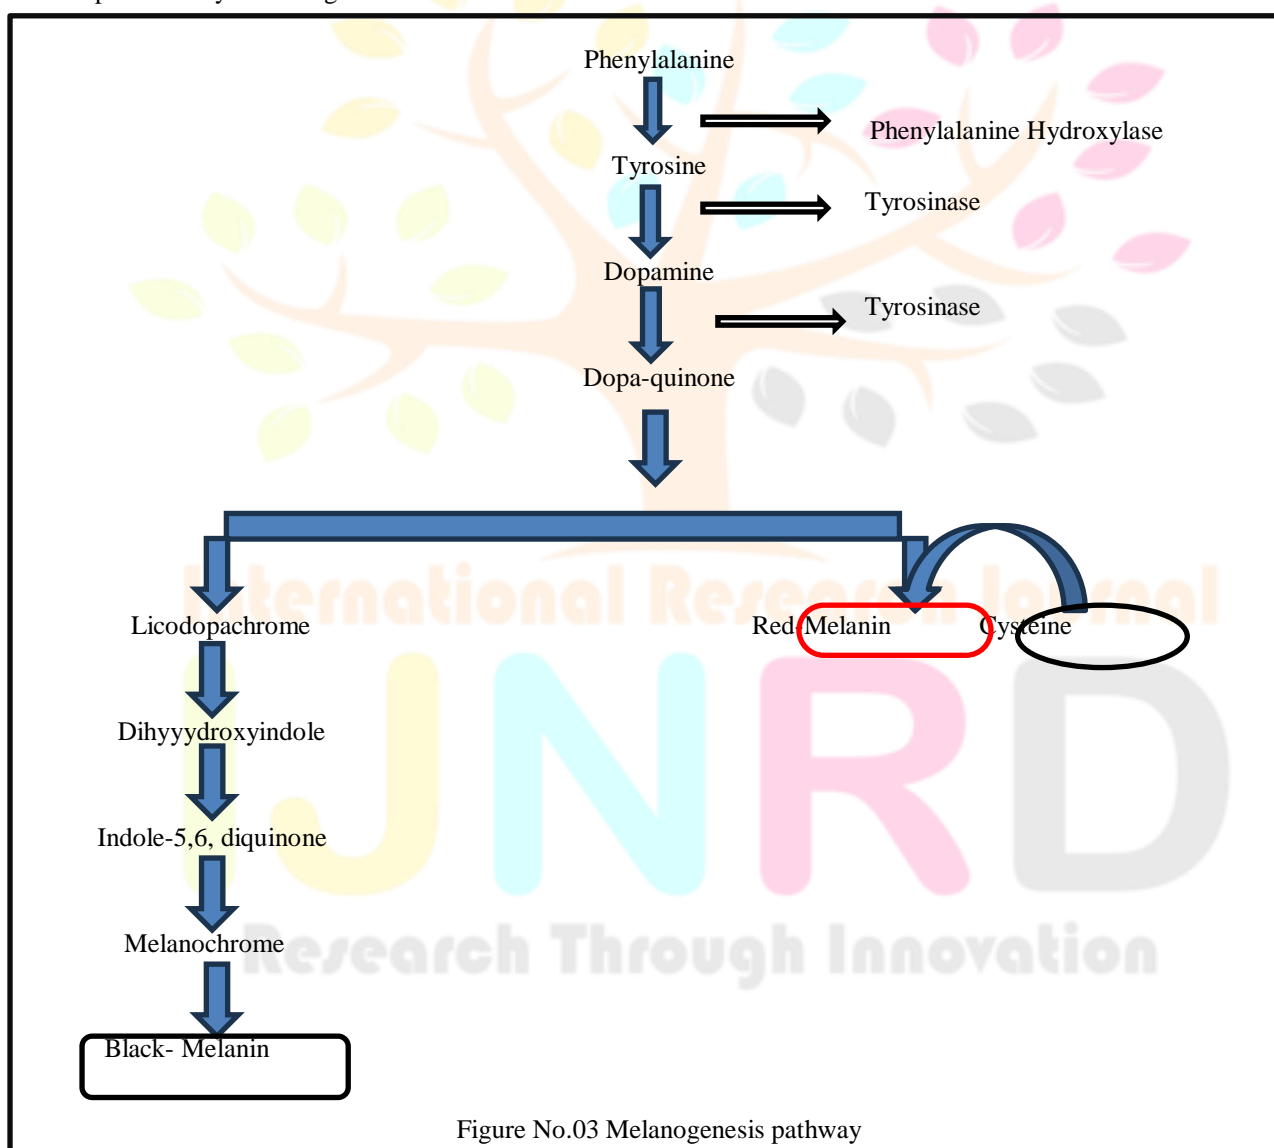 Phenylalanine
Phenylalanine Hydroxylase
Tyrosine
Tyrosinase
Dopamine
Tyrosinase
Dopa-quinone
International Research Journal
Licodopachrome
Red-Melanin
Cysteine
IJNRD
Dihyyydroxyindole
Indole-5,6, diquinone
Melanochrome
Research Through Innovation
Black- Melanin
Figure No.03 Melanogenesis pathway